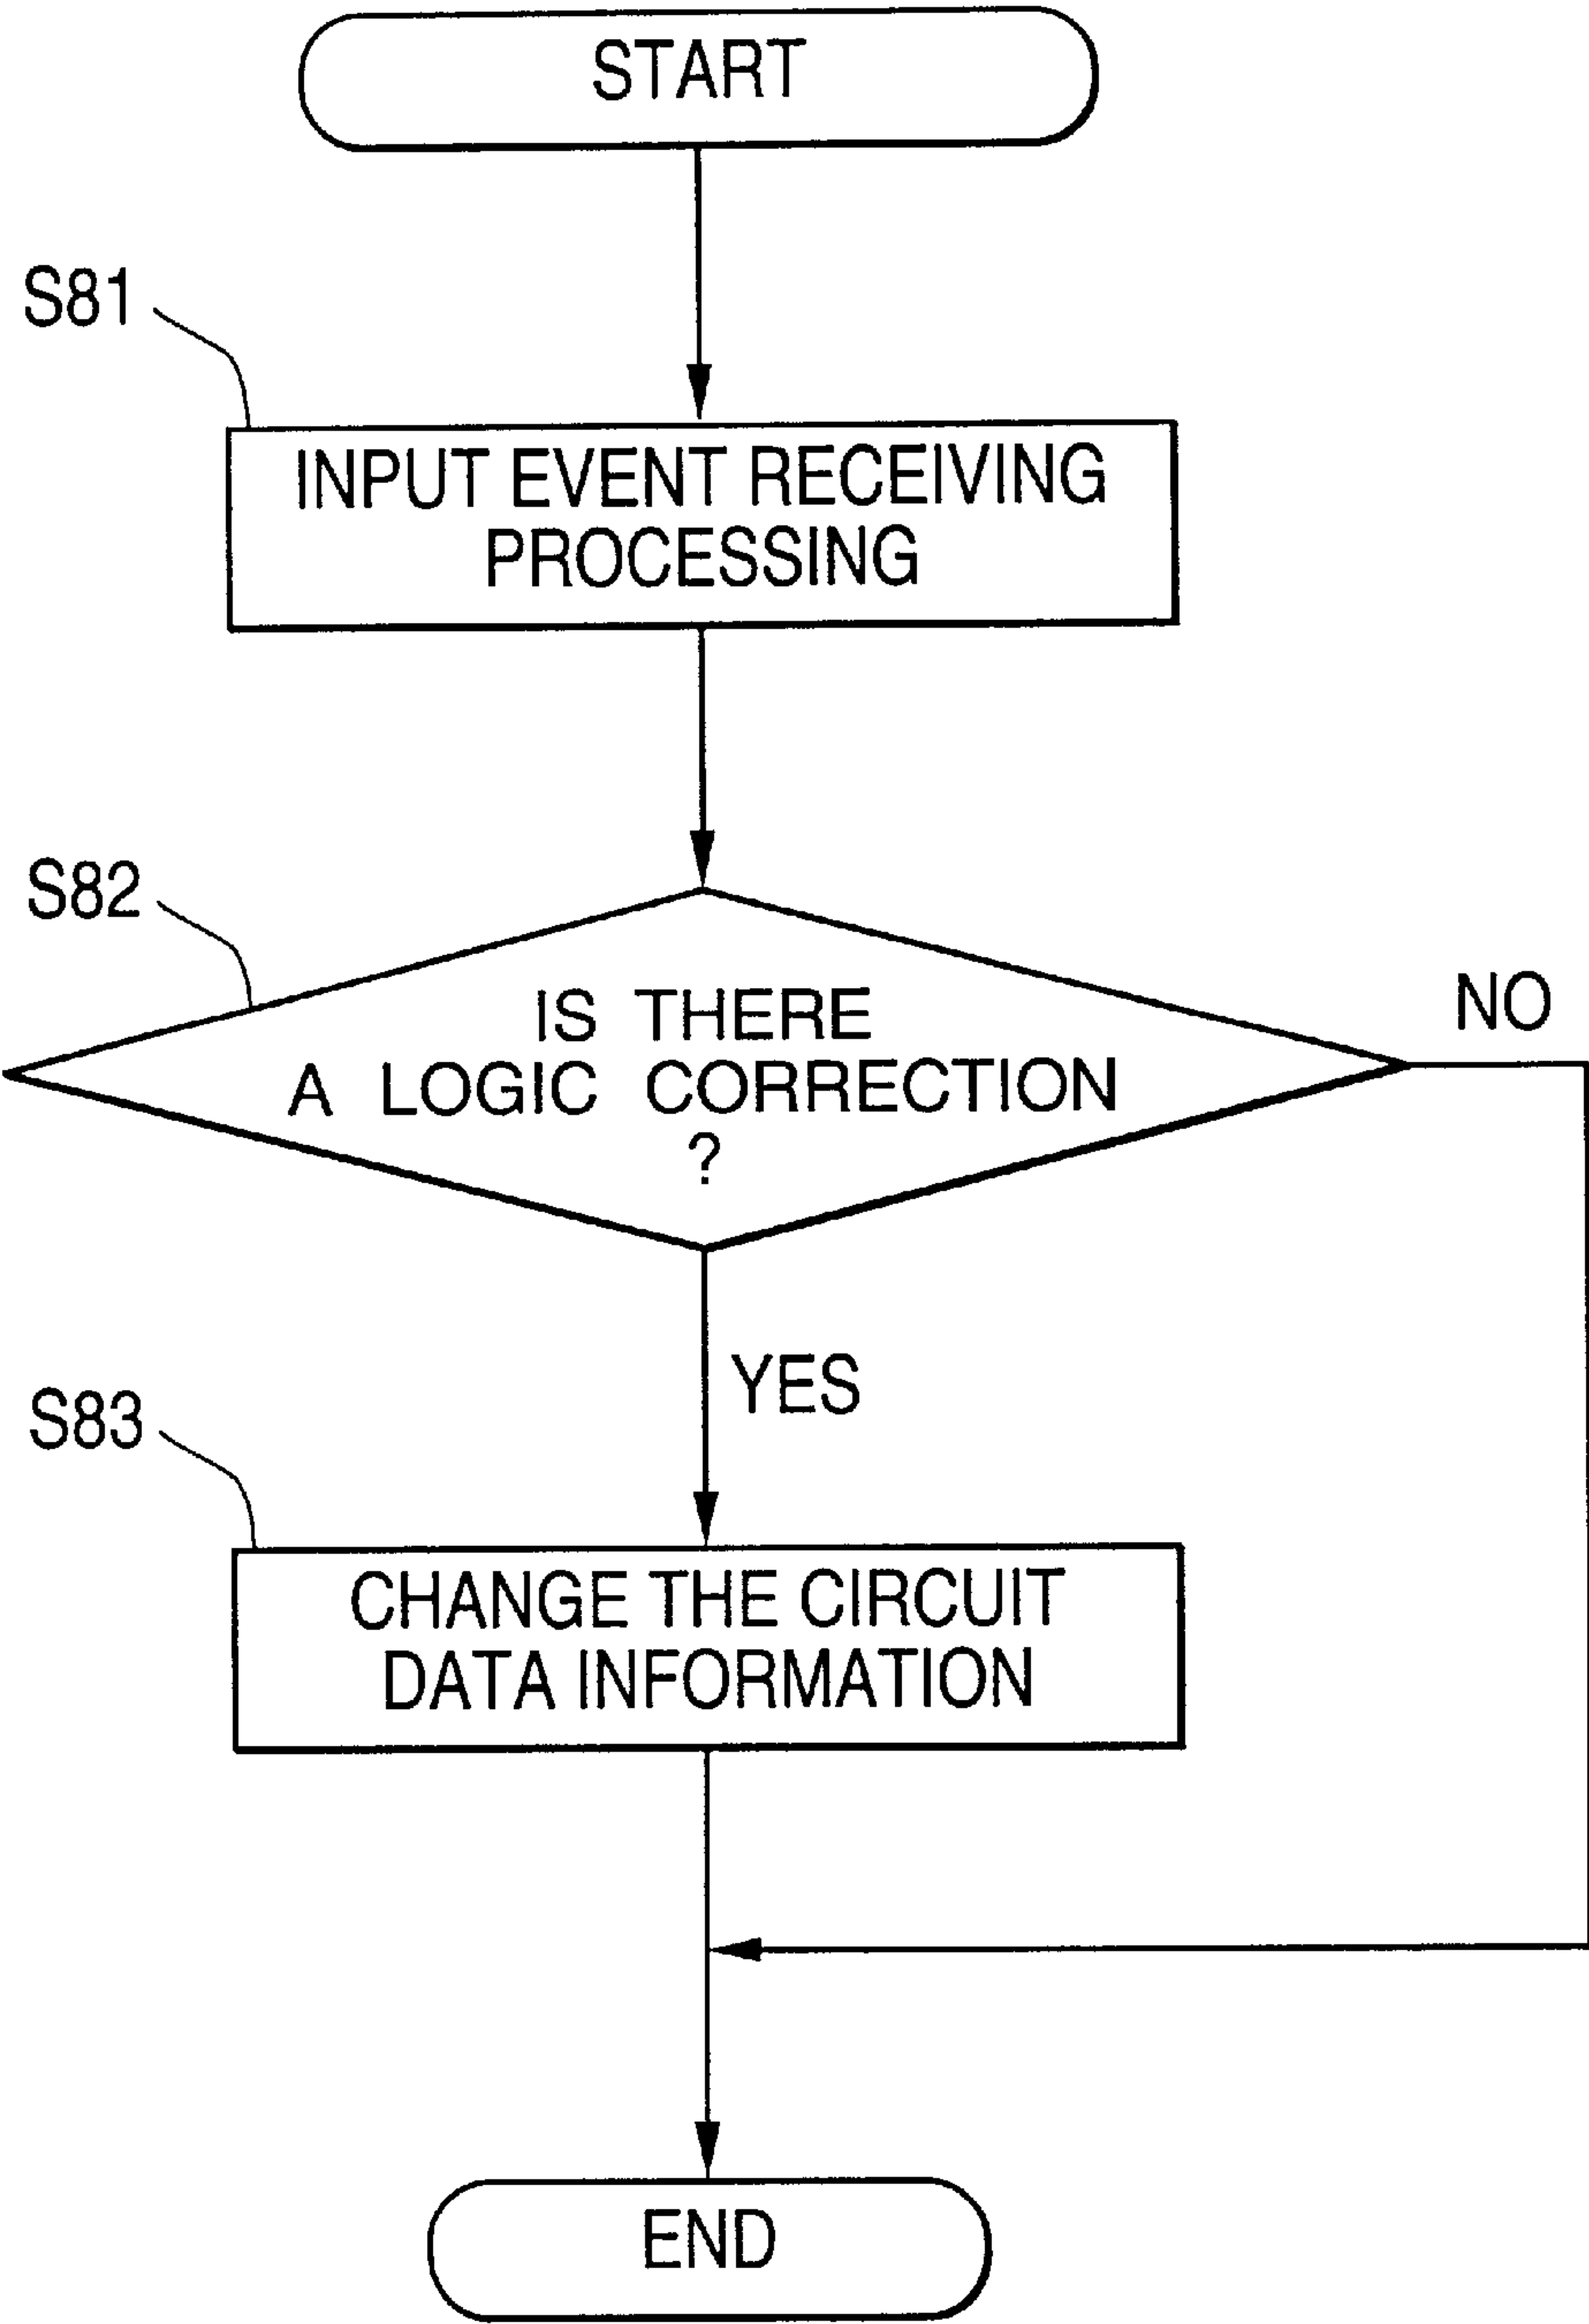 START
S81
INPUT EVENT RECEIVING
PROCESSING
S82
IS THERE
A LOGIC CORRECTION
?
NO
YES
S83
CHANGE THE CIRCUIT
DATA INFORMATION
END